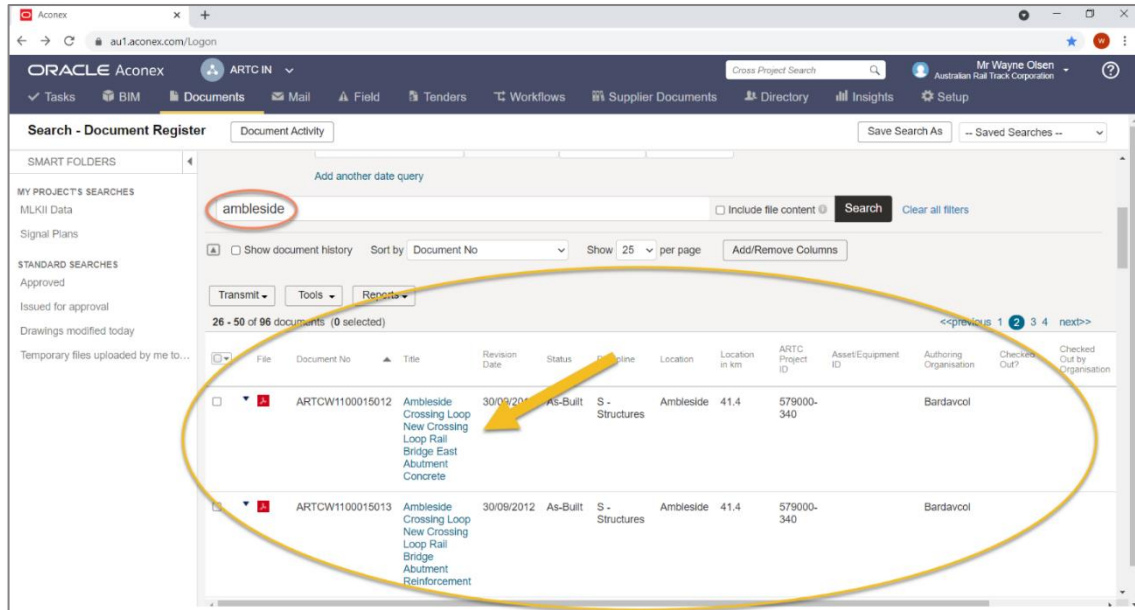 Aconex
au1.aconex.com/Logon
W
ORACLE Aconex
ARTC IN
Cross Project Search
Mr Wayne Olsen
Australian Rail Track Corporation
Tasks
BIM
Documents
Mail
Field
Tenders
Workflows
Supplier Documents
Directory
Insights
Setup
Search - Document Register
Document Activity
Save Search As
-- Saved Searches --
SMART FOLDERS
MY PROJECT'S SEARCHES
MLKII Data
Signal Plans
STANDARD SEARCHES
Approved
Issued for approval
Drawings modified today
Temporary files uploaded by me to...
Add another date query
ambleside
Include file content
Search
Clear all filters
Show document history
Sort by
Document No
Show 25 per page
Add/Remove Columns
Transmit
Tools
Reports
26 - 50 of 96 documents (0 selected)
<<previous 1 2 3 4 next>>
File
Document No
Title
Revision
Date
Status
Location
Location
in km
ARTC
Project
ID
Asset/Equipment
ID
Authoring
Organisation
Checked
Out?
Checked
Out by
Organisation
ARTCW1100015012
Ambleside
Crossing Loop
New Crossing
Loop Rail
Bridge East
Abutment
Concrete
As-Built
S -
Structures
Ambleside
41.4
579000-
340
Bardavcol
ARTCW1100015013
Ambleside
Crossing Loop
New Crossing
Loop Rail
Bridge
Abutment
Reinforcement
30/09/2012
As-Built
S -
Structures
Ambleside
41.4
579000-
340
Bardavcol